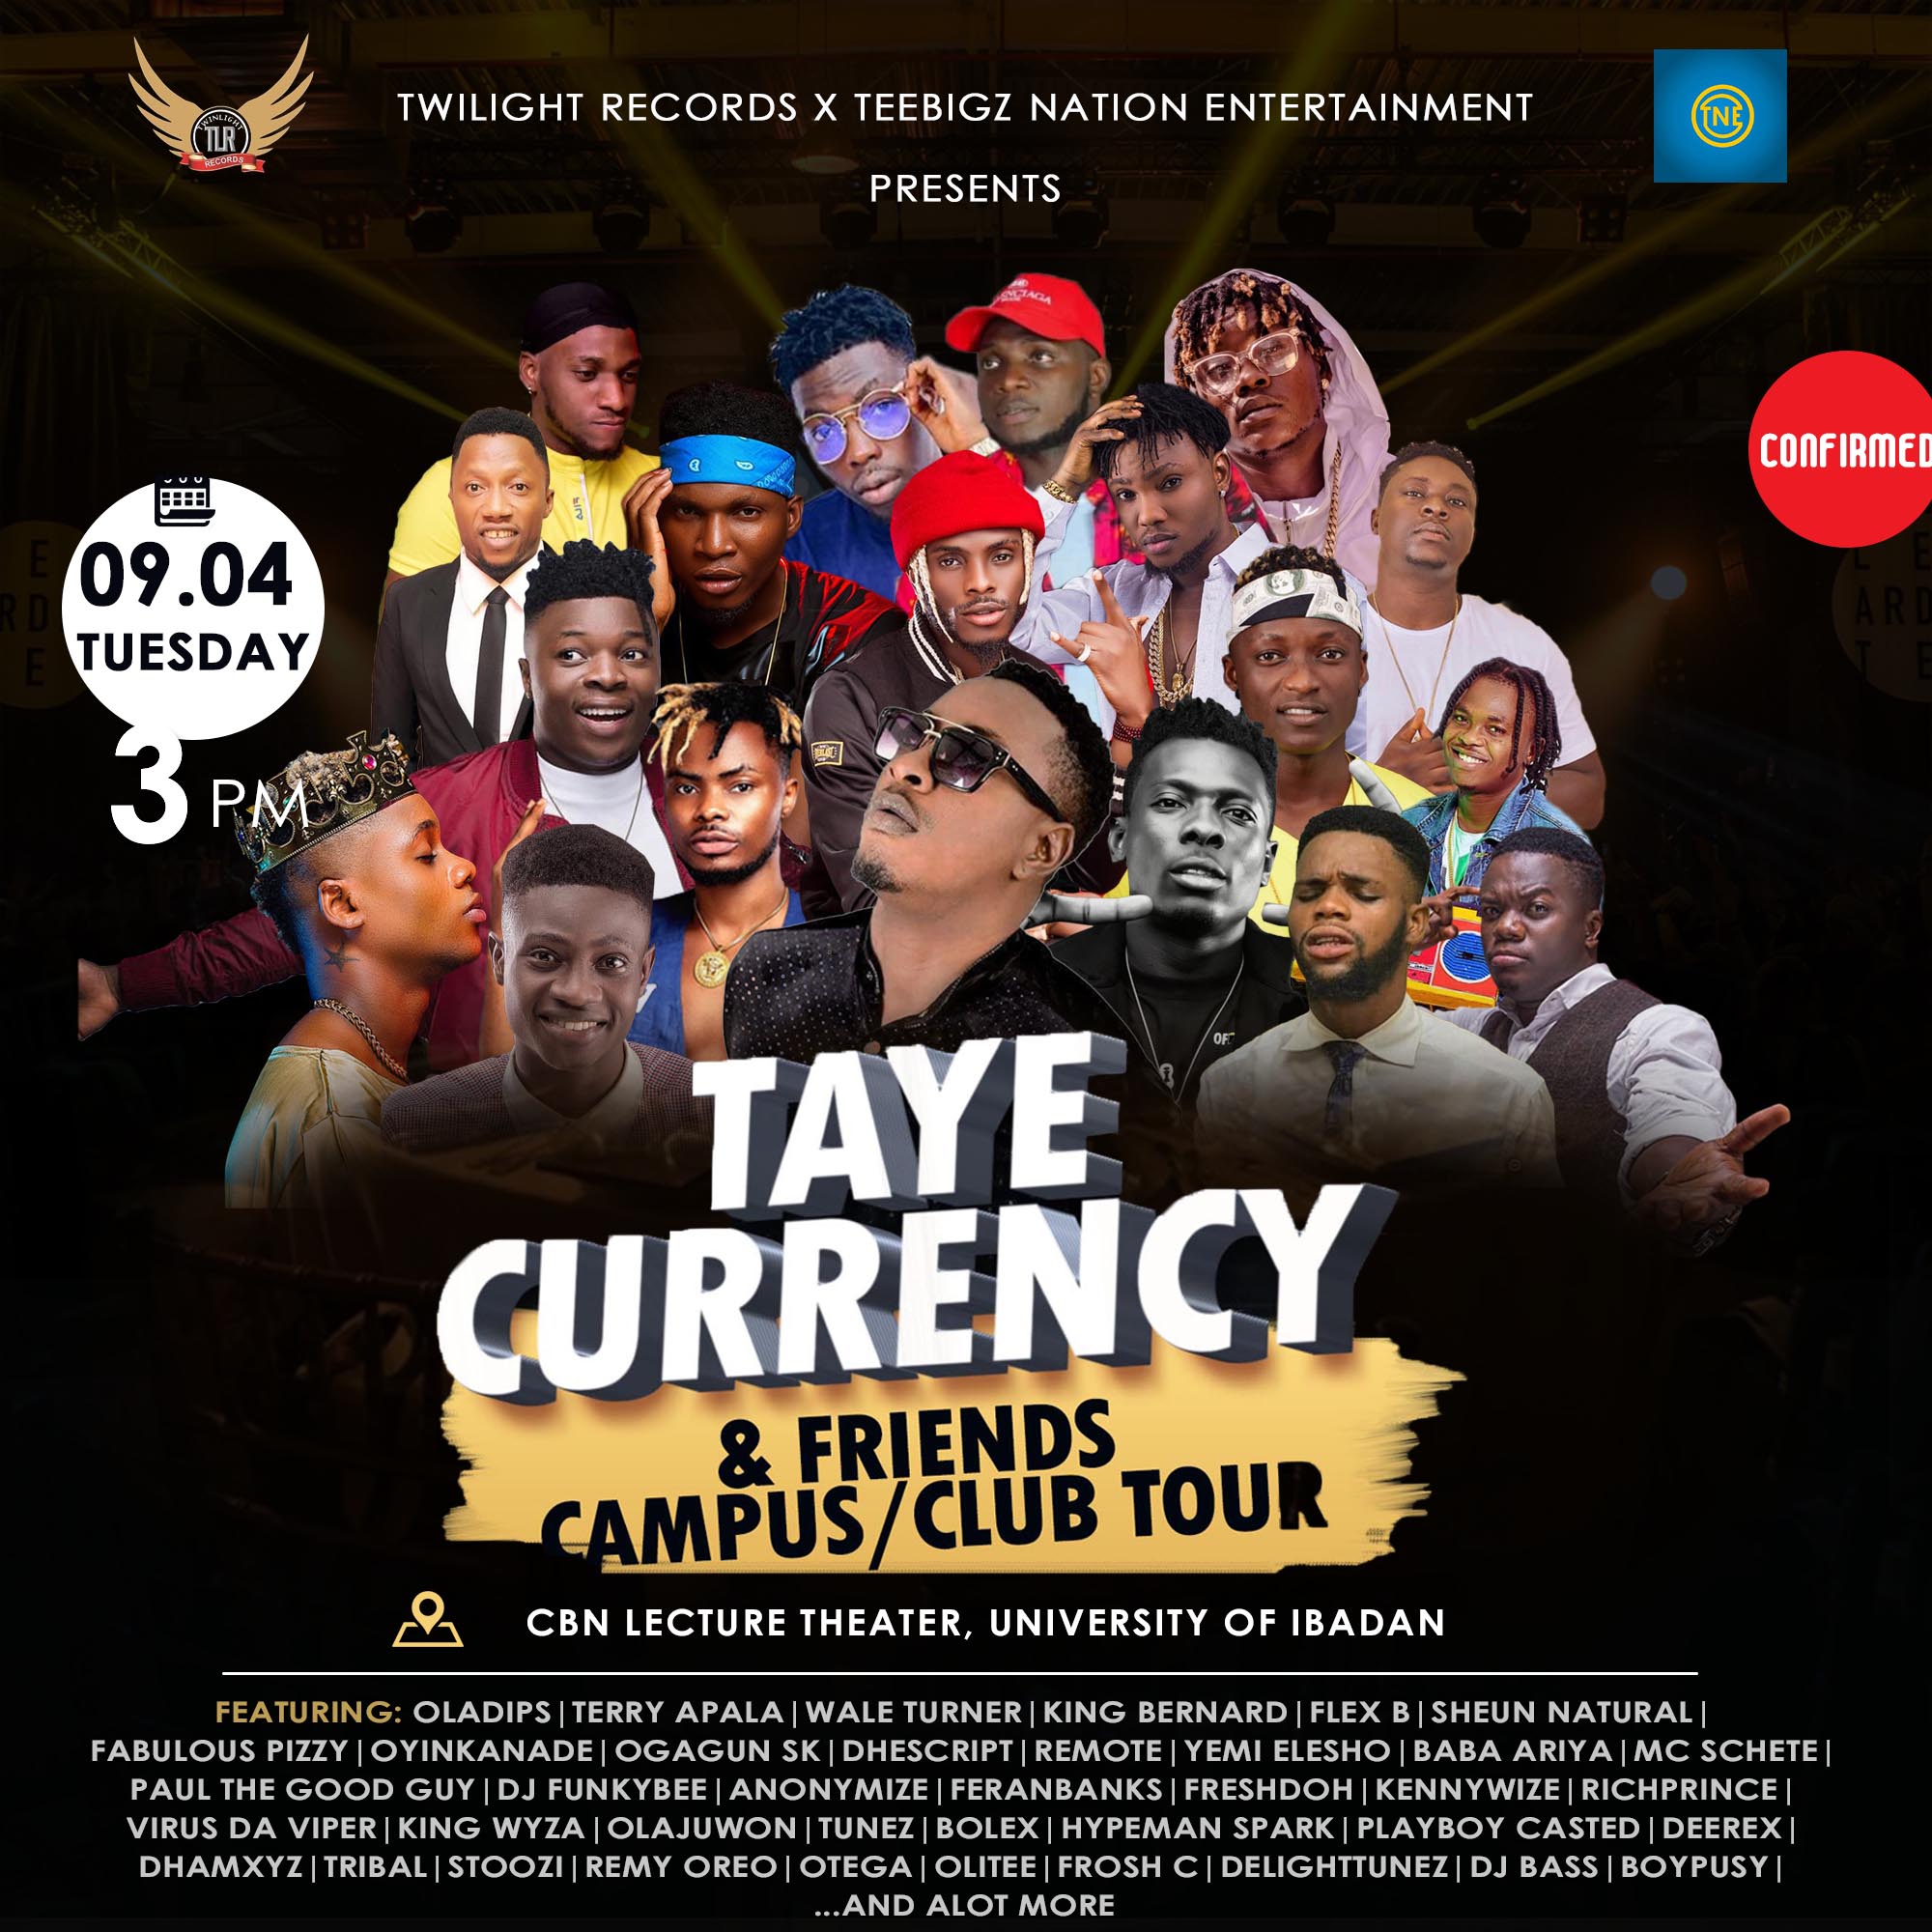 TWILIGHT RECORDS X TEEBIGZ NATION ENTERTAINMENT
PRESENTS
TWINLIGHT
TLR
RECORDS
TNE
CONFIRMED
09.04
TUESDAY
3 PM
TAYE
CURRENCY
& FRIENDS
CAMPUS/CLUB TOUR
CBN LECTURE THEATER, UNIVERSITY OF IBADAN
FEATURING: OLADIPS|TERRY APALA|WALE TURNER|KING BERNARD|FLEX B|SHEUN NATURAL|
FABULOUS PIZZY|OYINKANADE|OGAGUN SK|DHESCRIPT|REMOTE|YEMI ELESHO|BABA ARIYA|MC SCHETE|
PAUL THE GOOD GUY|DJ FUNKYBEE|ANONYMIZE|FERANBANKS|FRESHDOH|KENNYWIZE|RICHPRINCE|
VIRUS DA VIPER|KING WYZA|OLAJUWON|TUNEZ|BOLEX|HYPEMAN SPARK|PLAYBOY CASTED|DEEREX|
DHAMXYZ|TRIBAL|STOOZI|REMY OREO|OTEGA|OLITEE|FROSH C|DELIGHTTUNEZ|DJ BASS|BOYPUSY|
...AND ALOT MORE